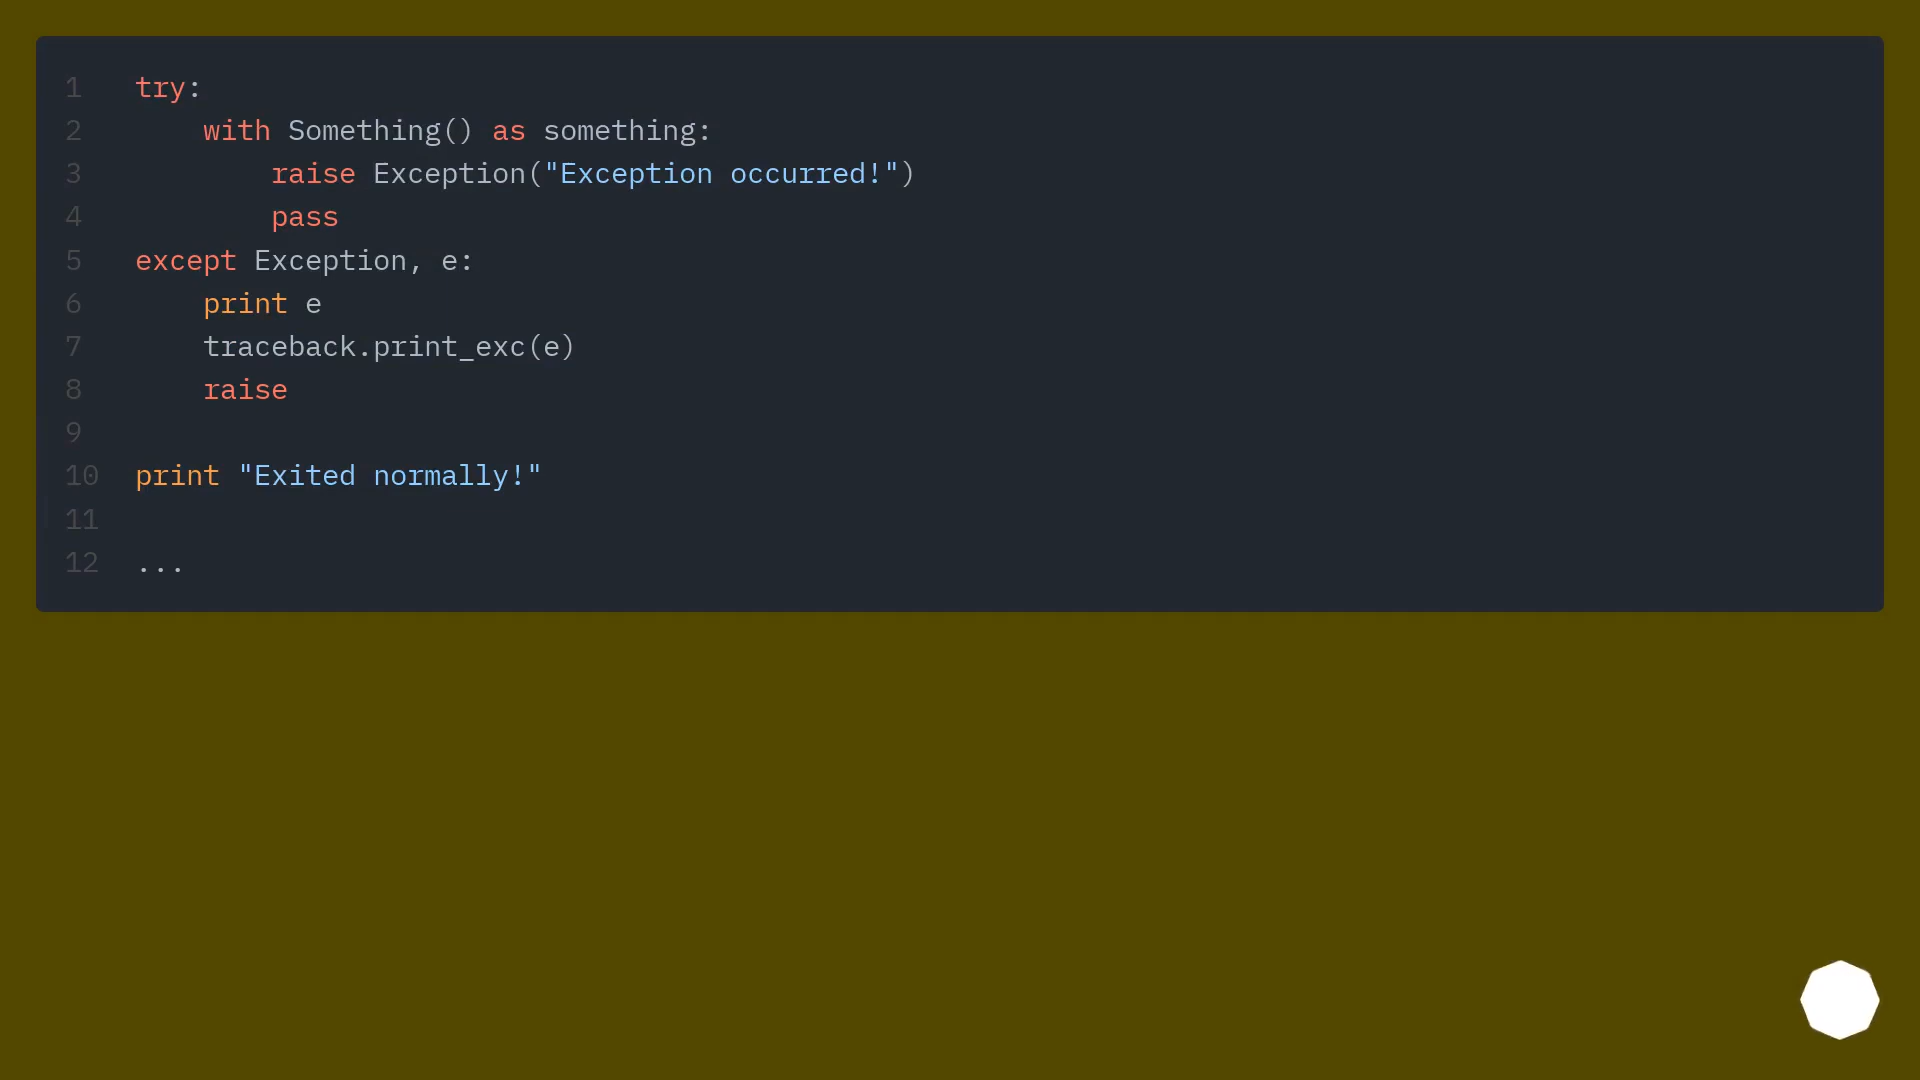 1 try:
2     with Something() as something:
3         raise Exception("Exception occurred!")
4         pass
5 except Exception, e:
6     print e
7     traceback.print_exc(e)
8     raise
9
10 print "Exited normally!"
11
12 ...